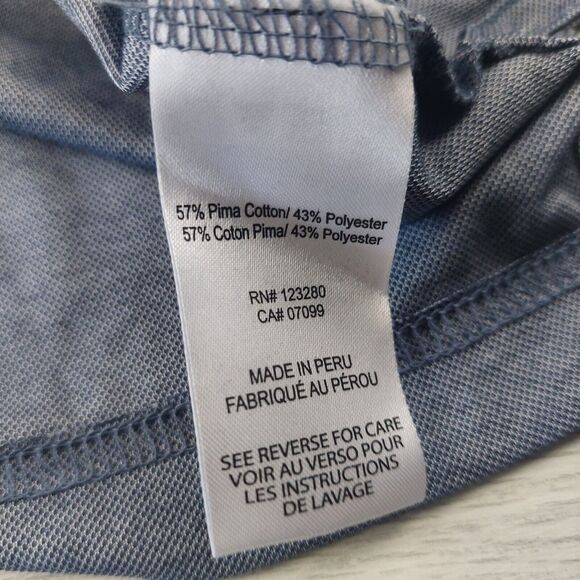 57% Pima Cotton/ 43% Polyester
57% Coton Pima/ 43% Polyester
RN# 123280
CA# 07099
MADE IN PERU
FABRIQUÉ AU PÉROU
SEE REVERSE FOR CARE
VOIR AU VERSO POUR
LES INSTRUCTIONS
DE LAVAGE